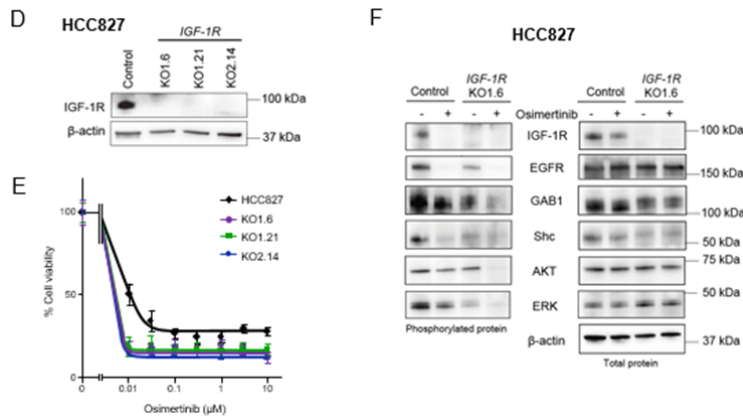 D
HCC827
IGF-1R
Control
KO1.6
KO1.21
KO2.14
IGF-1R
100 kDa
β-actin
37 kDa
E
% Cell viability
100
50
0
HCC827
KO1.6
KO1.21
KO2.14
0 0.01 0.1 1 10
Osimertinib (μM)
F
HCC827
Control IGF-1R KO1.6
- + - +
Osimertinib
Control IGF-1R KO1.6
- + - +
IGF-1R 100 kDa
EGFR 150 kDa
GAB1 100 kDa
Shc 50 kDa
75 kDa
AKT
50 kDa
ERK
Phosphorylated protein
β-actin 37 kDa
Total protein